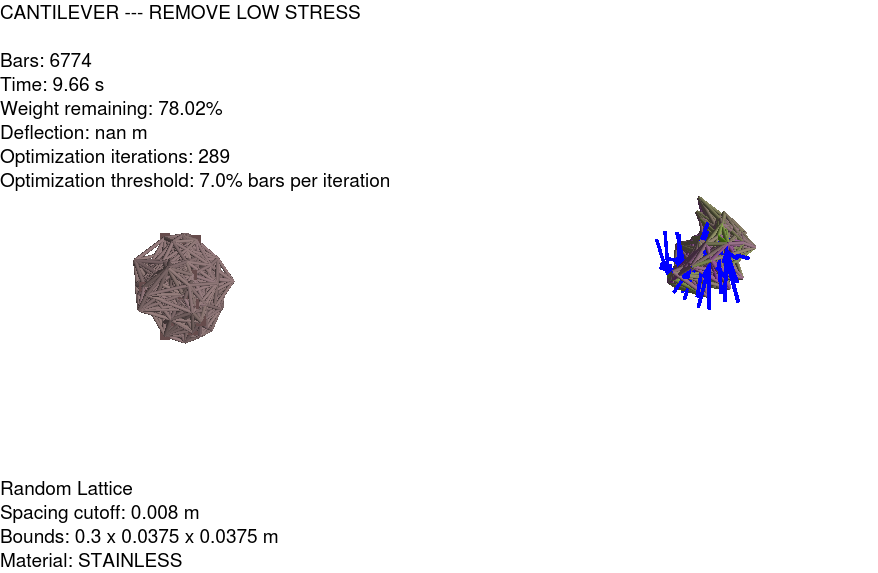 CANTILEVER --- REMOVE LOW STRESS
Bars: 6774
Time: 9.66 s
Weight remaining: 78.02%
Deflection: nan m
Optimization iterations: 289
Optimization threshold: 7.0% bars per iteration
Random Lattice
Spacing cutoff: 0.008 m
Bounds: 0.3 x 0.0375 x 0.0375 m
Material: STAINLESS